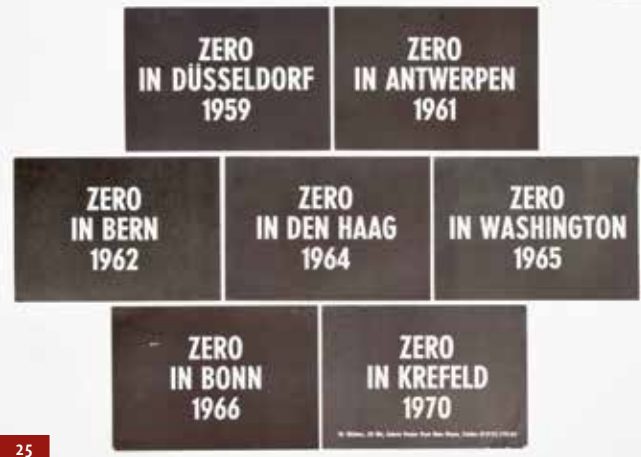 ZERO
IN DÜSSELDORF
1959
ZERO
IN ANTWERPEN
1961
ZERO
IN BERN
1962
ZERO
IN DEN HAAG
1964
ZERO
IN WASHINGTON
1965
ZERO
IN BONN
1966
ZERO
IN KREFELD
1970
25